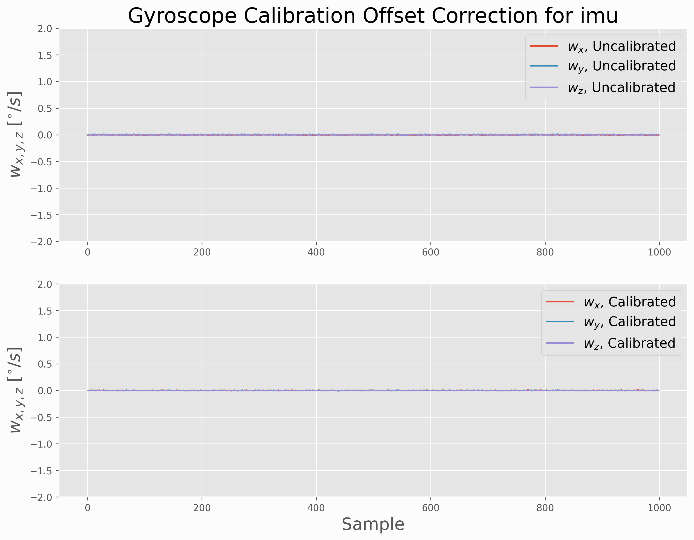 Gyroscope Calibration Offset Correction for imu
w_x, Uncalibrated
w_y, Uncalibrated
w_z, Uncalibrated
w_x,y,z [°/s]
2.0
1.5
1.0
0.5
0.0
−0.5
−1.0
−1.5
−2.0
0 200 400 600 800 1000
w_x, Calibrated
w_y, Calibrated
w_z, Calibrated
w_x,y,z [°/s]
2.0
1.5
1.0
0.5
0.0
−0.5
−1.0
−1.5
−2.0
0 200 400 600 800 1000
Sample